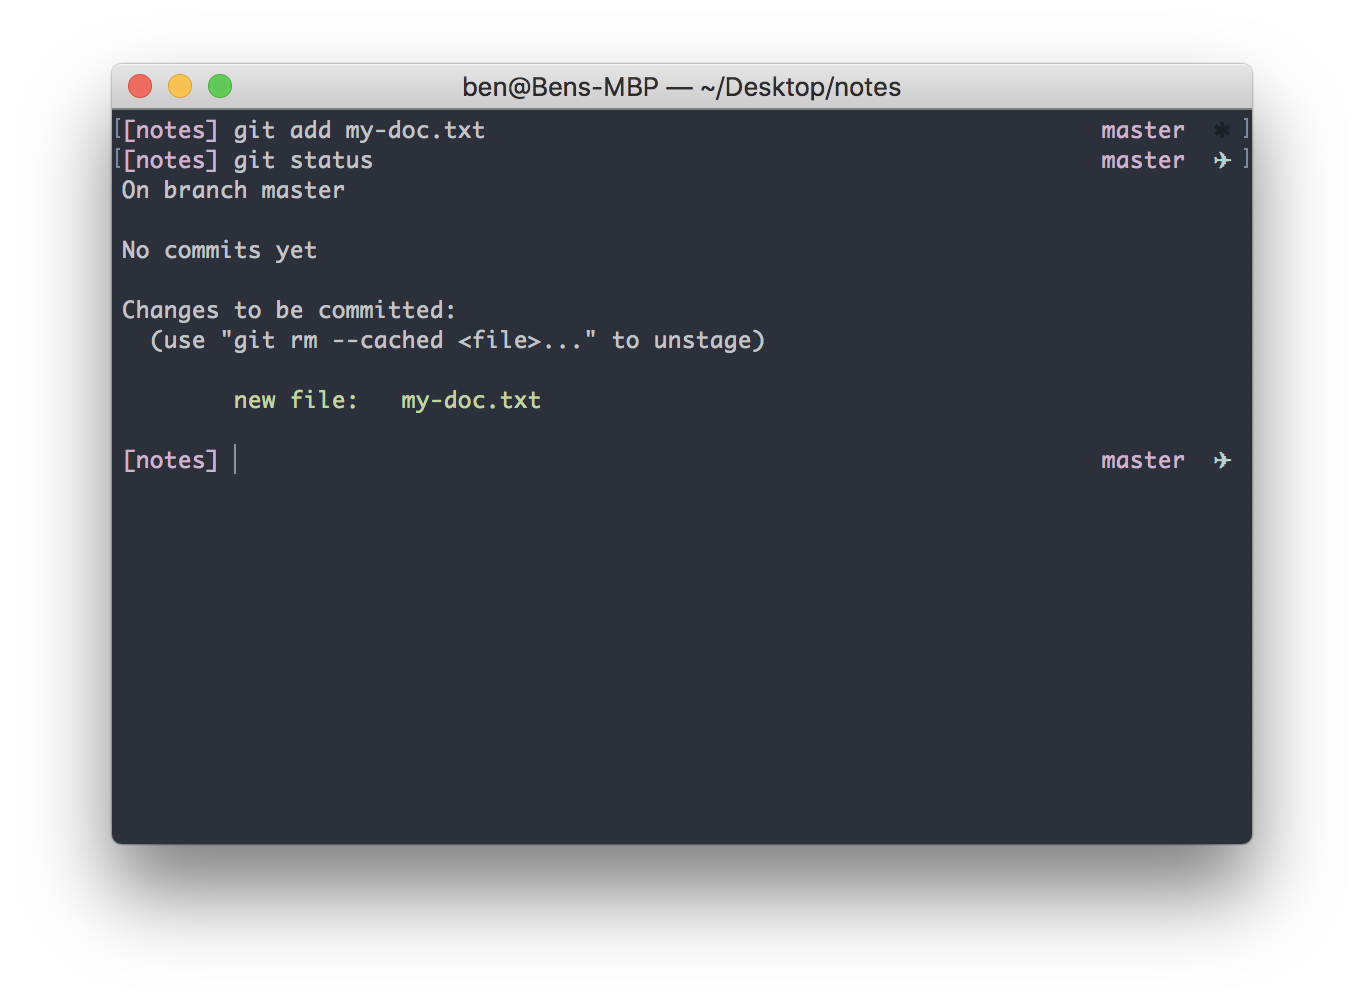 ben@Bens-MBP — ~/Desktop/notes
[notes] git add my-doc.txt master ✱
[notes] git status master ✈
On branch master
No commits yet
Changes to be committed:
(use "git rm --cached <file>..." to unstage)
new file: my-doc.txt
[notes] master ✈